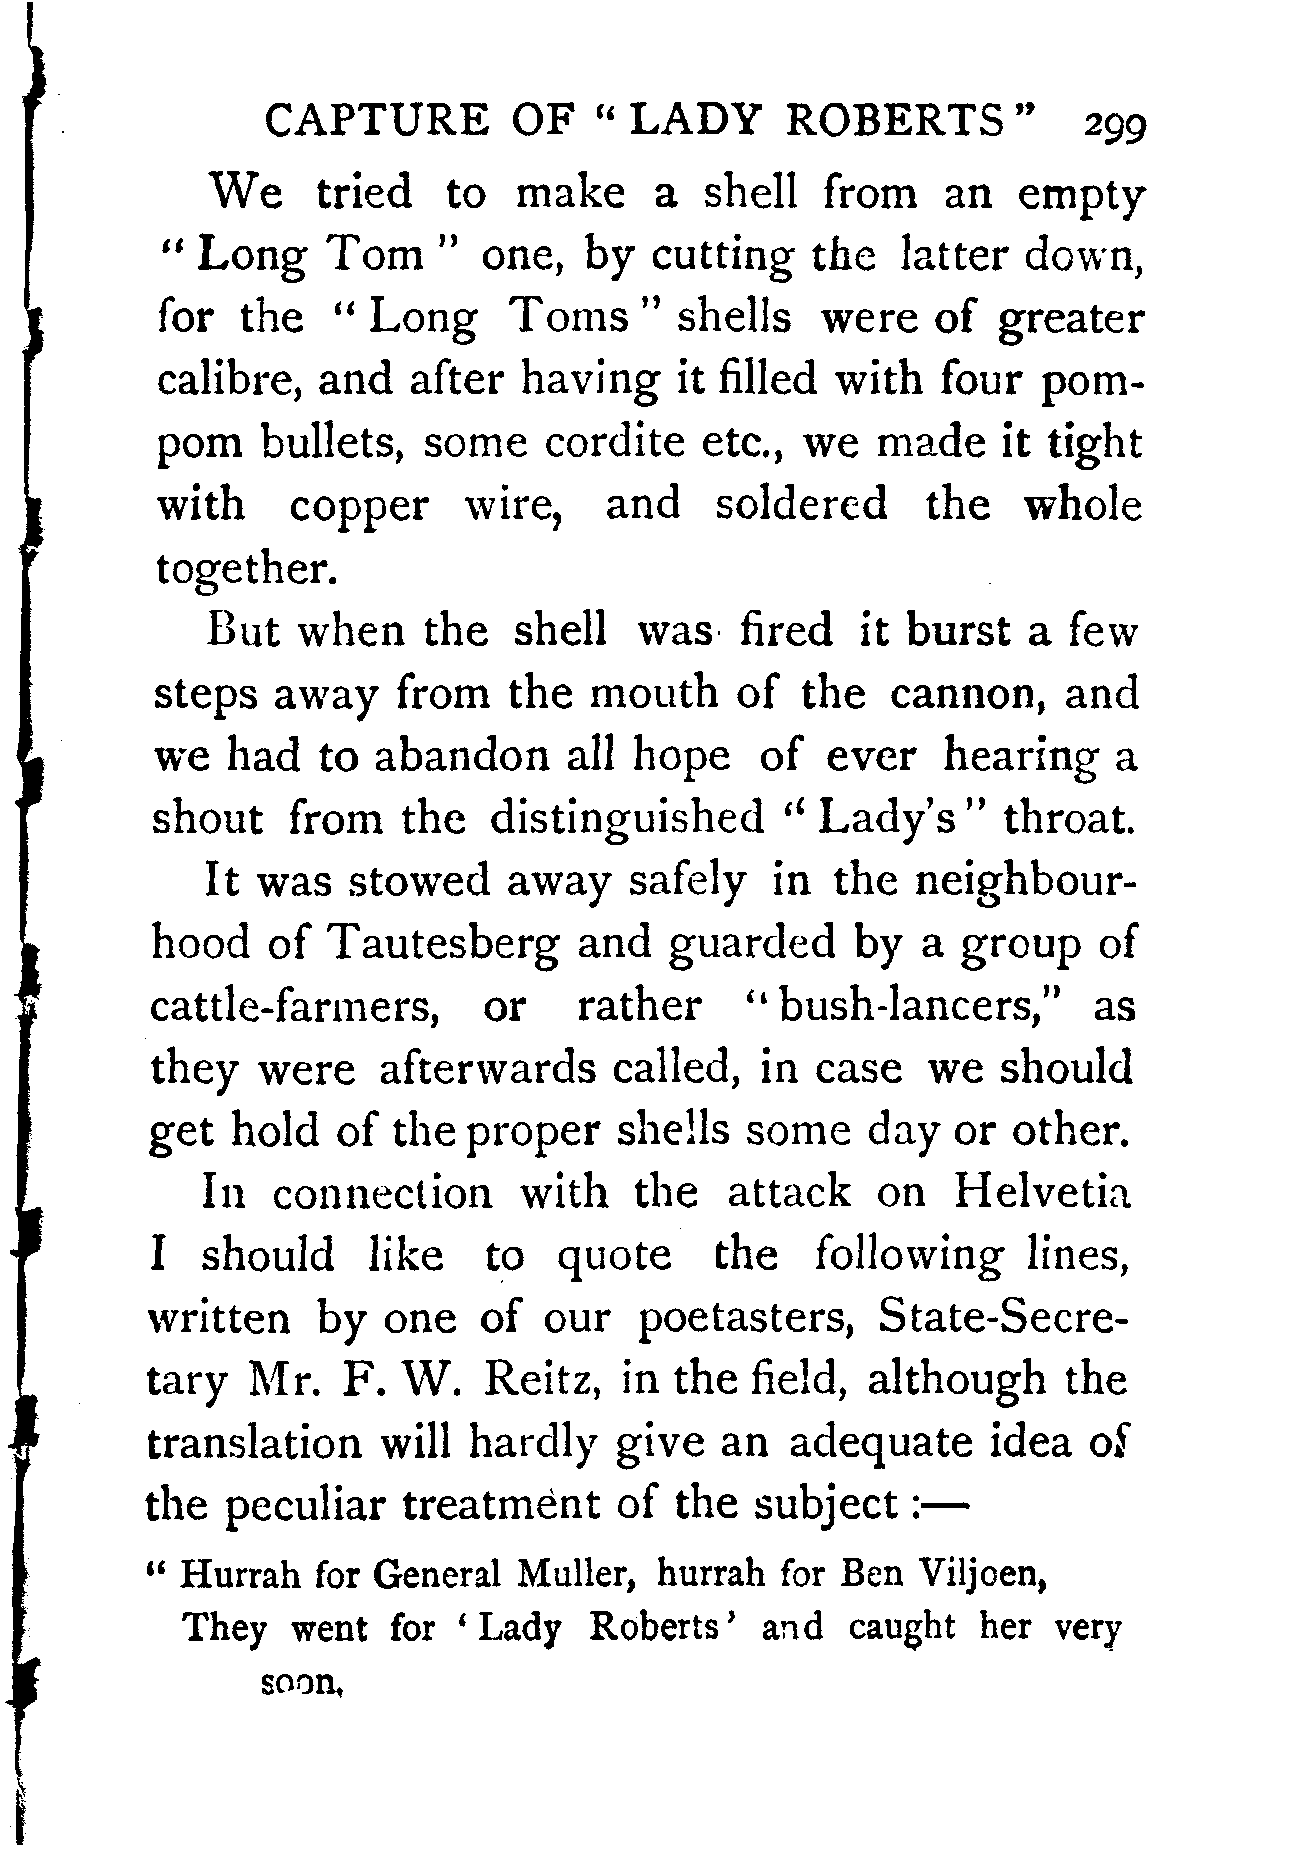 CAPTURE OF “ LADY ROBERTS ” 299
We tried to make a shell from an empty
“ Long Tom ” one, by cutting the latter down,
for the “ Long Toms ” shells were of greater
calibre, and after having it filled with four pom-
pom bullets, some cordite etc., we made it tight
with copper wire, and soldered the whole
together.
But when the shell was fired it burst a few
steps away from the mouth of the cannon, and
we had to abandon all hope of ever hearing a
shout from the distinguished “ Lady’s ” throat.
It was stowed away safely in the neighbour-
hood of Tautesberg and guarded by a group of
cattle-farmers, or rather “ bush-lancers,” as
they were afterwards called, in case we should
get hold of the proper shells some day or other.
In connection with the attack on Helvetia
I should like to quote the following lines,
written by one of our poetasters, State-Secre-
tary Mr. F. W. Reitz, in the field, although the
translation will hardly give an adequate idea of
the peculiar treatment of the subject :—
“ Hurrah for General Muller, hurrah for Ben Viljoen,
They went for ‘ Lady Roberts ’ and caught her very
soon,